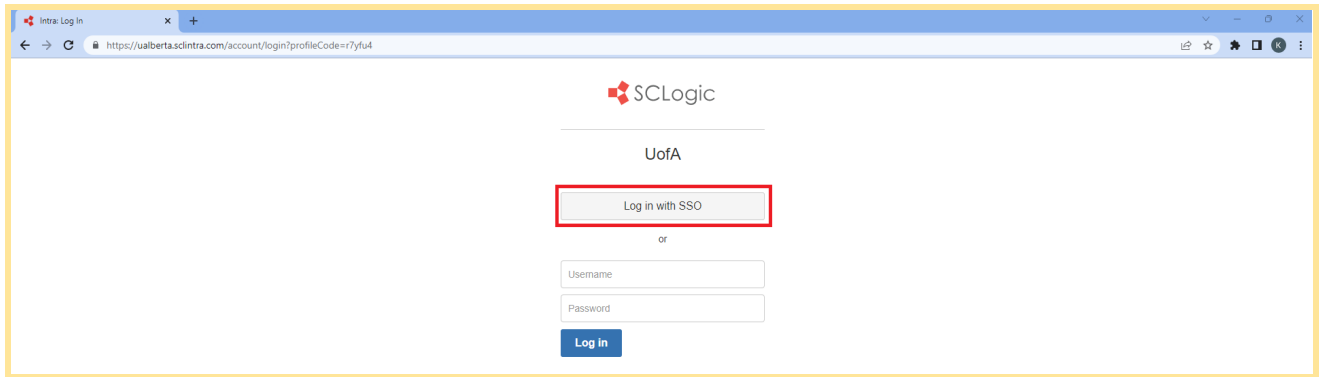 Intra: Log In
https://ualberta.sclintra.com/account/login?profileCode=r7yfu4
K
SCLogic
UofA
Log in with SSO
or
Username
Password
Log in